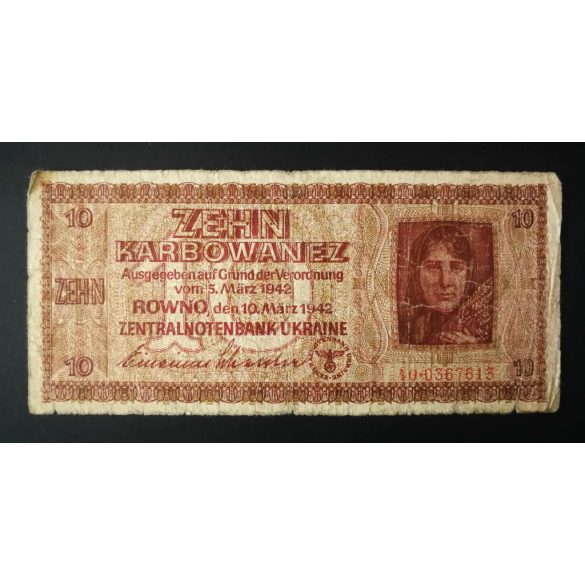 10
ZEHN
10
KARBOWANEZ
Ausgegeben auf Grund der Verordnung
vom 5. März 1942
ZEHN
ROWNO, den 10. März 1942
ZENTRALNOTENBANK UKRAINE
10
10
10·0367613